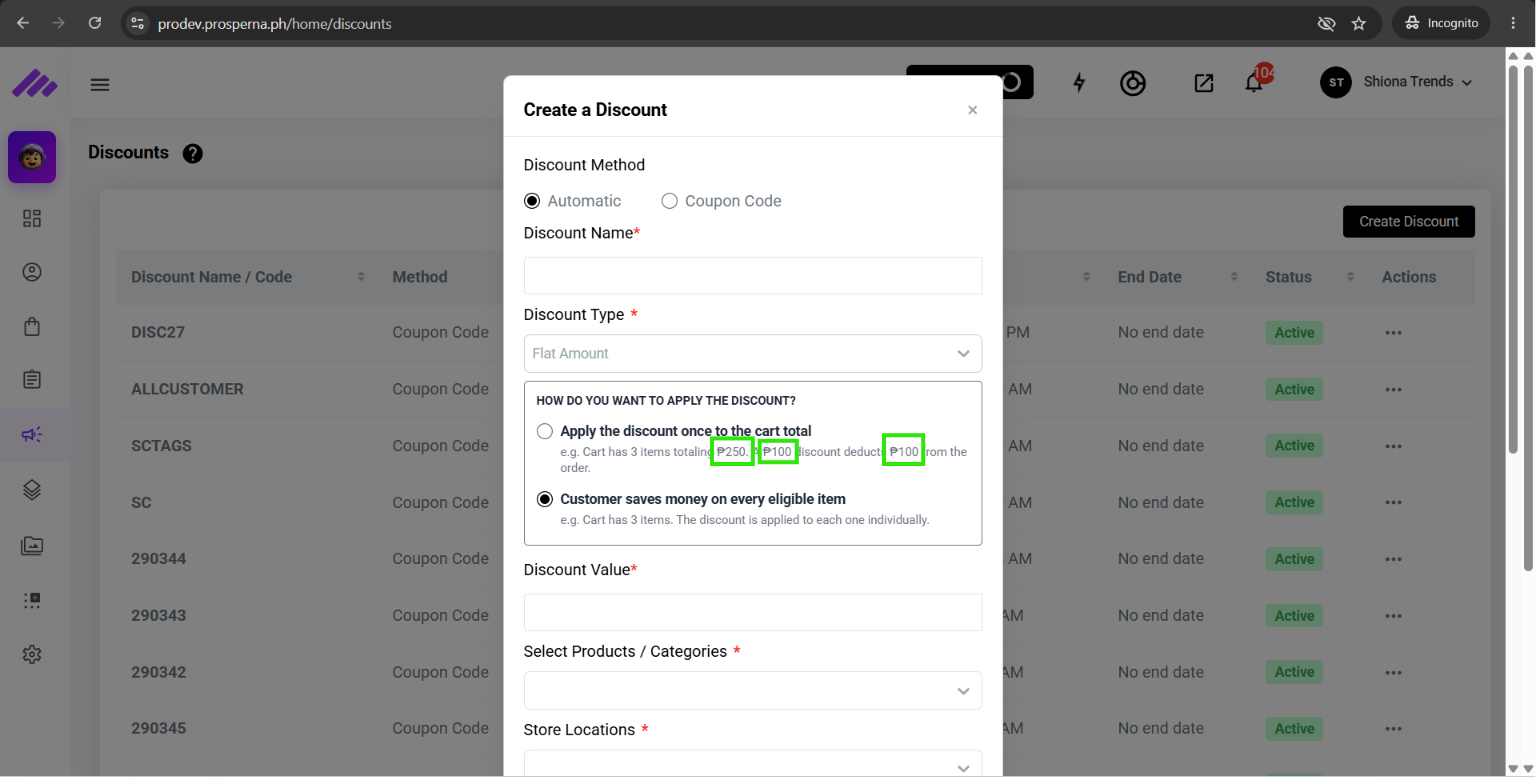 prodev.prosperna.ph/home/discounts
Incognito
104
ST
Shiona Trends
Create a Discount
Discounts
?
Discount Method
Automatic
Coupon Code
Create Discount
Discount Name*
Discount Name / Code
Method
End Date
Status
Actions
Discount Type *
DISC27
Coupon Code
PM
No end date
Active
Flat Amount
ALLCUSTOMER
Coupon Code
AM
No end date
Active
HOW DO YOU WANT TO APPLY THE DISCOUNT?
Apply the discount once to the cart total
e.g. Cart has 3 items totaling ₱250. A ₱100 discount deducts ₱100 from the
order.
SCTAGS
Coupon Code
AM
No end date
Active
Customer saves money on every eligible item
e.g. Cart has 3 items. The discount is applied to each one individually.
SC
Coupon Code
AM
No end date
Active
290344
Coupon Code
AM
No end date
Active
Discount Value*
290343
Coupon Code
AM
No end date
Active
Select Products / Categories *
290342
Coupon Code
No end date
Active
Store Locations *
290345
Coupon Code
AM
No end date
Active